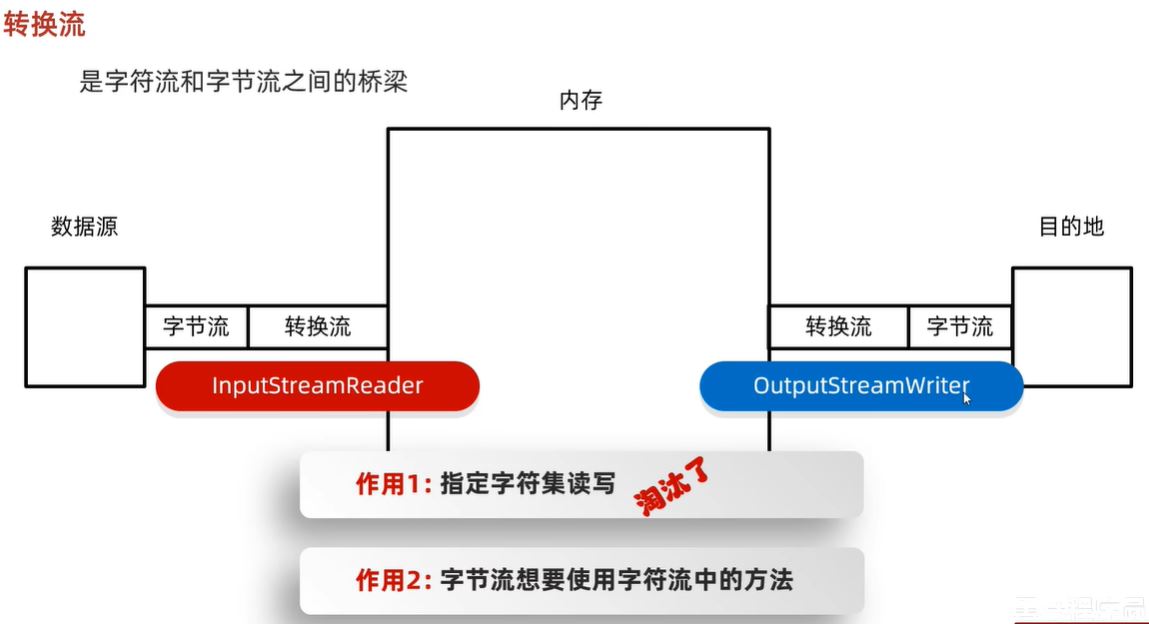 转换流
是字符流和字节流之间的桥梁
内存
数据源
目的地
字节流
转换流
转换流
字节流
InputStreamReader
OutputStreamWriter
作用1：指定字符集读写
淘汰了
作用2：字节流想要使用字符流中的方法